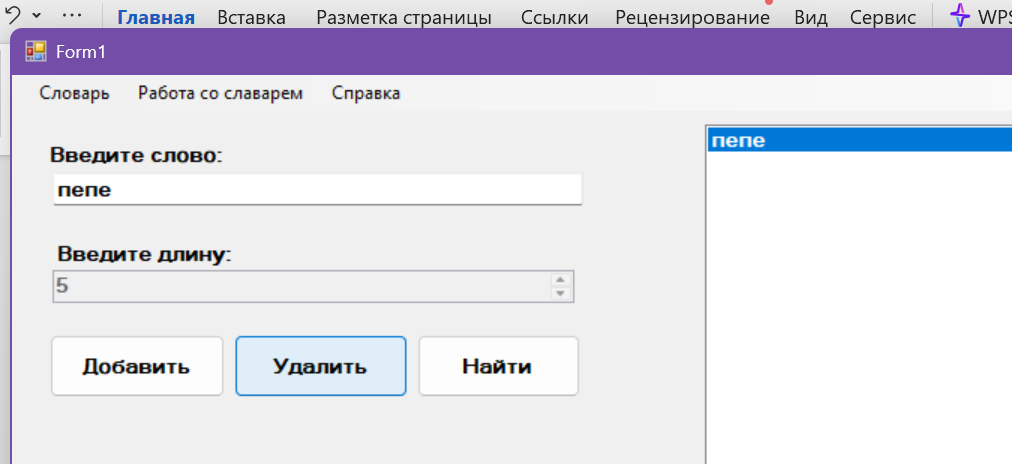 Главная Вставка Разметка страницы Ссылки Рецензирование Вид Сервис WPS
Form1
Словарь Работа со славарем Справка
Введите слово:
пепе
Введите длину:
5
Добавить Удалить Найти
пепе